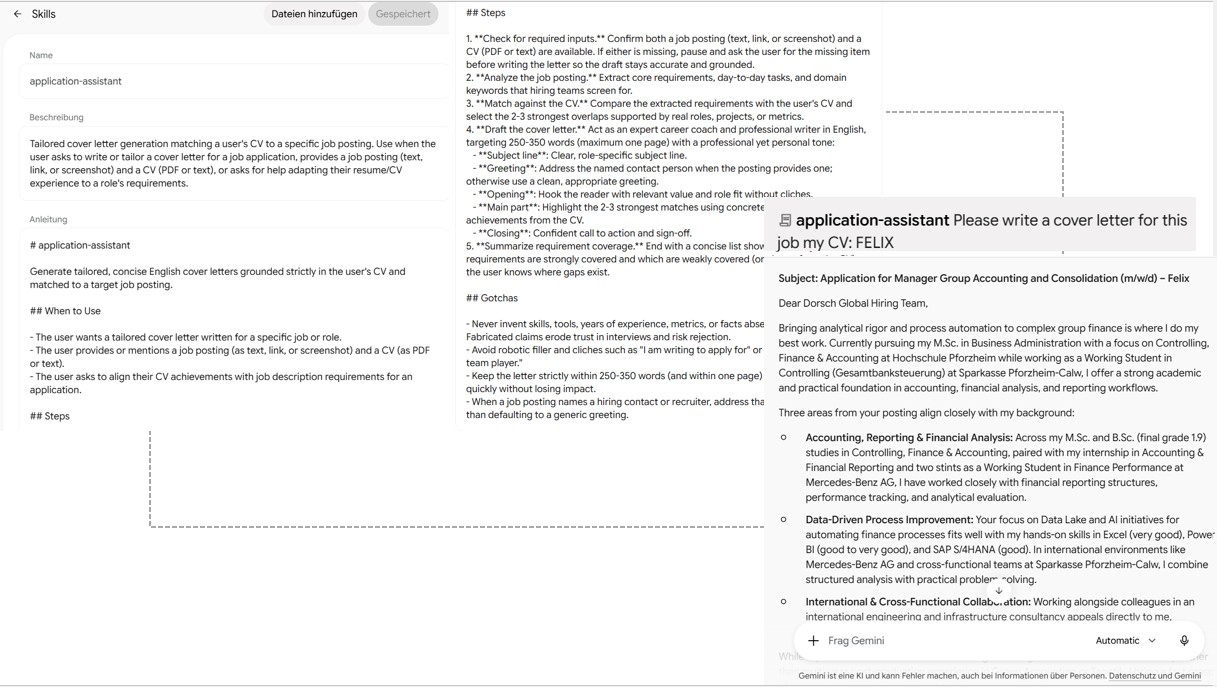 Skills
Dateien hinzufügen
Gespeichert
Name
application-assistant
Beschreibung
Tailored cover letter generation matching a user's CV to a specific job posting. Use when the
user asks to write or tailor a cover letter for a job application, provides a job posting (text,
link, or screenshot) and a CV (PDF or text), or asks for help adapting their resume/CV
experience to a role's requirements.
Anleitung
# application-assistant
Generate tailored, concise English cover letters grounded strictly in the user's CV and
matched to a target job posting.
## When to Use
- The user wants a tailored cover letter written for a specific job or role.
- The user provides or mentions a job posting (as text, link, or screenshot) and a CV (as PDF
or text).
- The user asks to align their CV achievements with job description requirements for an
application.
## Steps
## Steps
1. **Check for required inputs.** Confirm both a job posting (text, link, or screenshot) and a
CV (PDF or text) are available. If either is missing, pause and ask the user for the missing item
before writing the letter so the draft stays accurate and grounded.
2. **Analyze the job posting.** Extract core requirements, day-to-day tasks, and domain
keywords that hiring teams screen for.
3. **Match against the CV.** Compare the extracted requirements with the user's CV and
select the 2-3 strongest overlaps supported by real roles, projects, or metrics.
4. **Draft the cover letter.** Act as an expert career coach and professional writer in English,
targeting 250-350 words (maximum one page) with a professional yet personal tone:
- **Subject line**: Clear, role-specific subject line.
- **Greeting**: Address the named contact person when the posting provides one;
otherwise use a clean, appropriate greeting.
- **Opening**: Hook the reader with relevant value and role fit without cliches.
- **Main part**: Highlight the 2-3 strongest matches using concrete
achievements from the CV.
- **Closing**: Confident call to action and sign-off.
5. **Summarize requirement coverage.** End with a concise list show
requirements are strongly covered and which are weakly covered (or
the user knows where gaps exist.
## Gotchas
- Never invent skills, tools, years of experience, metrics, or facts abse
Fabricated claims erode trust in interviews and risk rejection.
- Avoid robotic filler and cliches such as "I am writing to apply for" or
team player."
- Keep the letter strictly within 250-350 words (and within one page)
quickly without losing impact.
- When a job posting names a hiring contact or recruiter, address tha
than defaulting to a generic greeting.
application-assistant Please write a cover letter for this
job my CV: FELIX
Subject: Application for Manager Group Accounting and Consolidation (m/w/d) – Felix
Dear Dorsch Global Hiring Team,
Bringing analytical rigor and process automation to complex group finance is where I do my
best work. Currently pursuing my M.Sc. in Business Administration with a focus on Controlling,
Finance & Accounting at Hochschule Pforzheim while working as a Working Student in
Controlling (Gesamtbanksteuerung) at Sparkasse Pforzheim-Calw, I offer a strong academic
and practical foundation in accounting, financial analysis, and reporting workflows.
Three areas from your posting align closely with my background:
Accounting, Reporting & Financial Analysis: Across my M.Sc. and B.Sc. (final grade 1.9)
studies in Controlling, Finance & Accounting, paired with my internship in Accounting &
Financial Reporting and two stints as a Working Student in Finance Performance at
Mercedes-Benz AG, I have worked closely with financial reporting structures,
performance tracking, and analytical evaluation.
Data-Driven Process Improvement: Your focus on Data Lake and AI initiatives for
automating finance processes fits well with my hands-on skills in Excel (very good), Power
BI (good to very good), and SAP S/4HANA (good). In international environments like
Mercedes-Benz AG and cross-functional teams at Sparkasse Pforzheim-Calw, I combine
structured analysis with practical problem-solving.
International & Cross-Functional Collaboration: Working alongside colleagues in an
international engineering and infrastructure consultancy appeals directly to me.
While
Frag Gemini
Automatic
Gemini ist eine KI und kann Fehler machen, auch bei Informationen über Personen. Datenschutz und Gemini